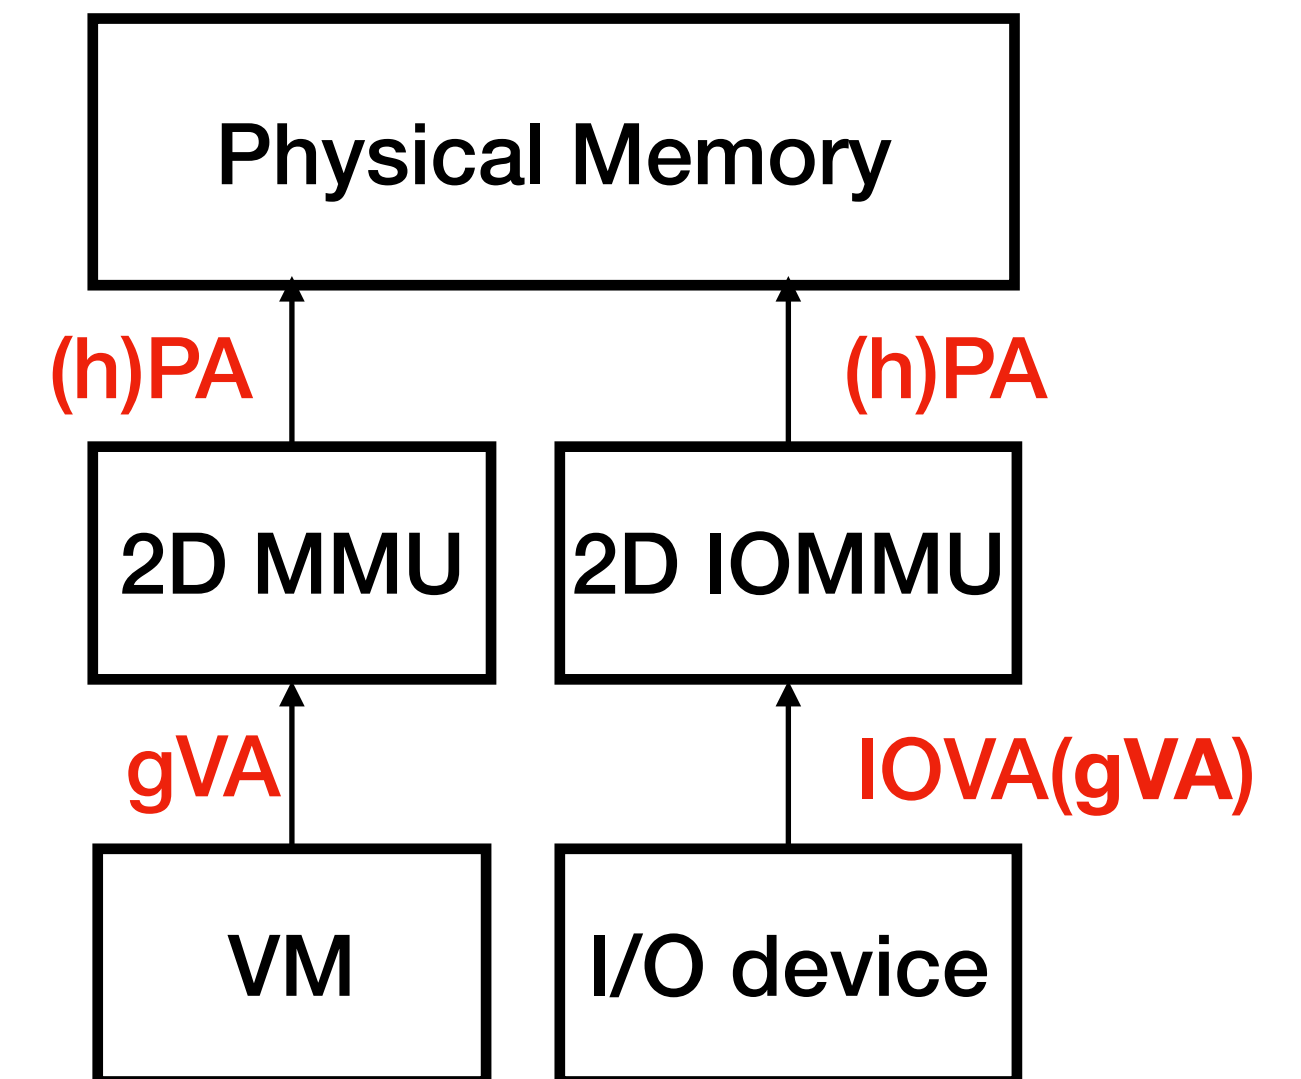 Physical Memory
(h)PA
(h)PA
2D MMU
2D IOMMU
gVA
IOVA(gVA)
VM
I/O device